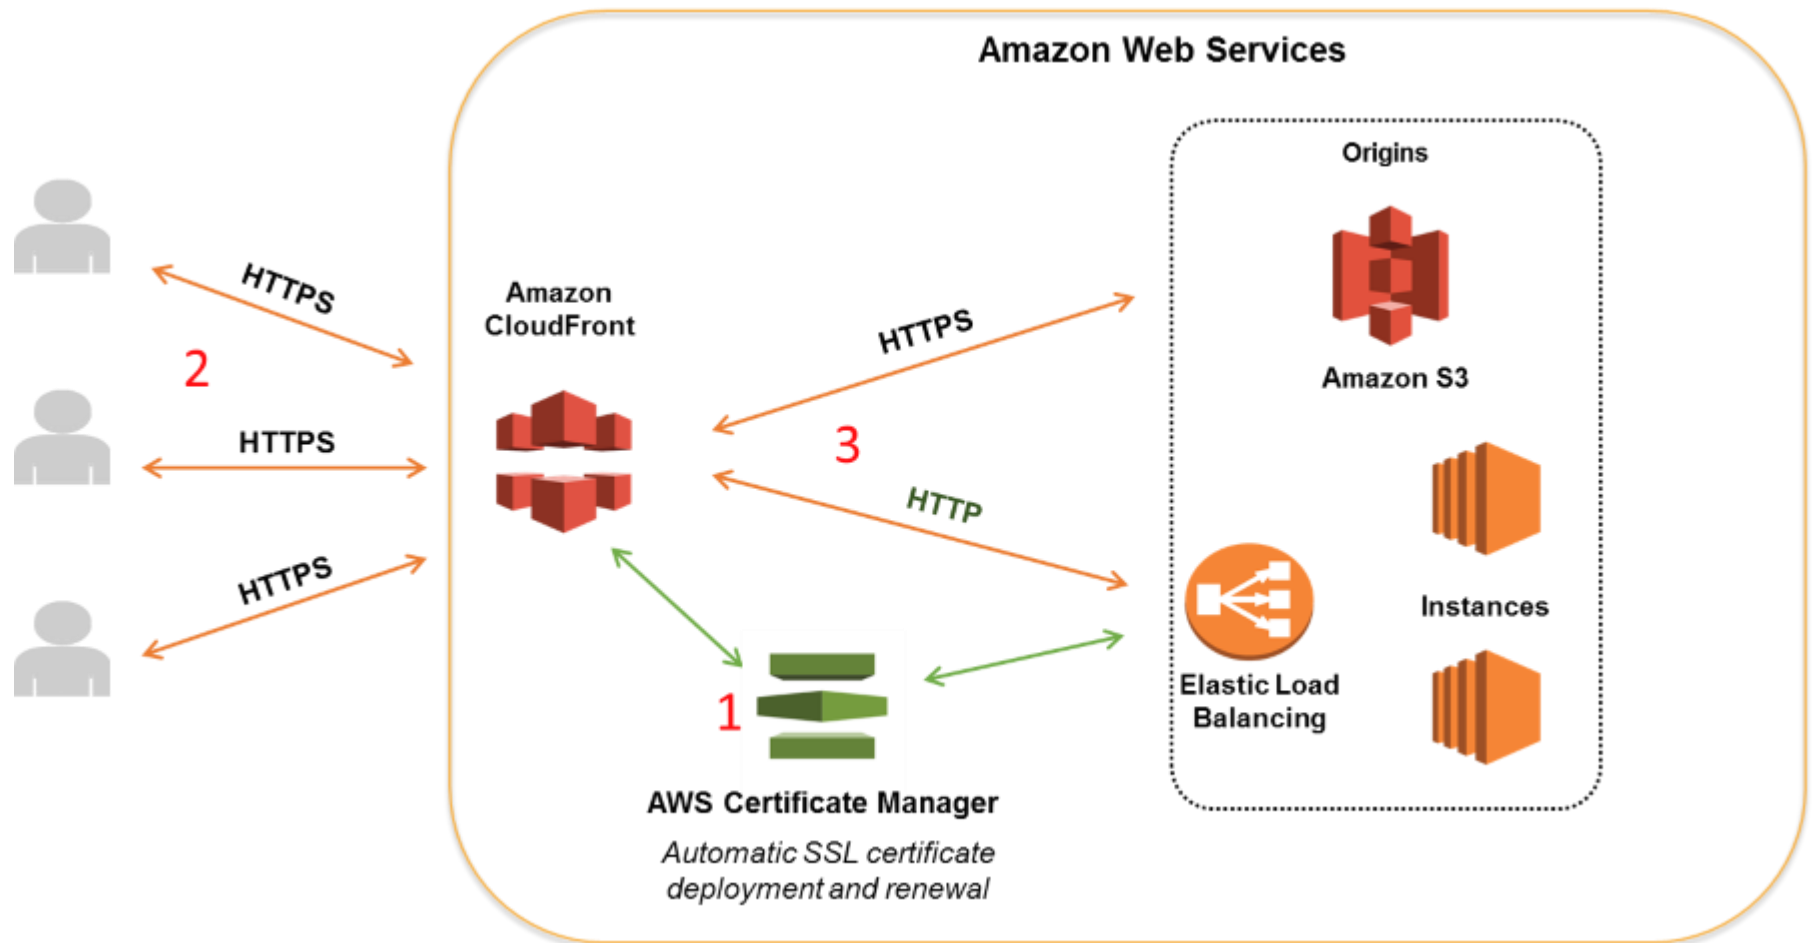 Amazon Web Services
Origins
HTTPS
Amazon
CloudFront
HTTPS
2
Amazon S3
HTTPS
3
HTTP
HTTPS
Instances
1
Elastic Load
Balancing
AWS Certificate Manager
Automatic SSL certificate
deployment and renewal